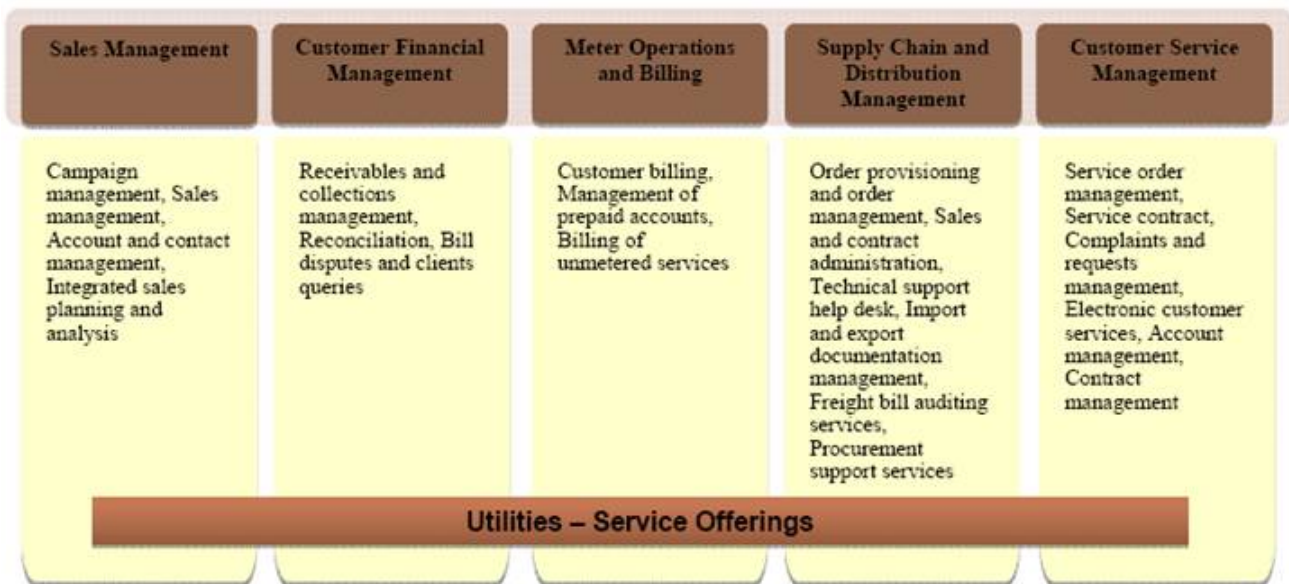 Sales Management
Customer Financial
Management
Meter Operations
and Billing
Supply Chain and
Distribution
Management
Customer Service
Management
Campaign
management, Sales
management,
Account and contact
management,
Integrated sales
planning and
analysis
Receivables and
collections
management,
Reconciliation, Bill
disputes and clients
queries
Customer billing,
Management of
prepaid accounts,
Billing of
unmetered services
Order provisioning
and order
management, Sales
and contract
administration,
Technical support
help desk, Import
and export
documentation
management,
Freight bill auditing
services,
Procurement
support services
Service order
management,
Service contract,
Complaints and
requests
management,
Electronic customer
services, Account
management,
Contract
management
Utilities – Service Offerings